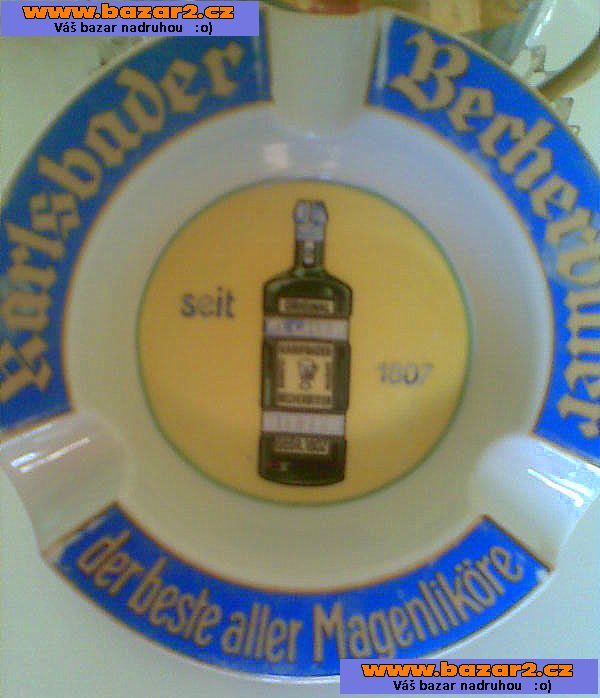 www.bazar2.cz
Váš bazar nadruhou :o)
Karlsbader
Becherbitter
seit
1807
ORIGINAL
der beste aller Magenliköre
www.bazar2.cz
Váš bazar nadruhou :o)